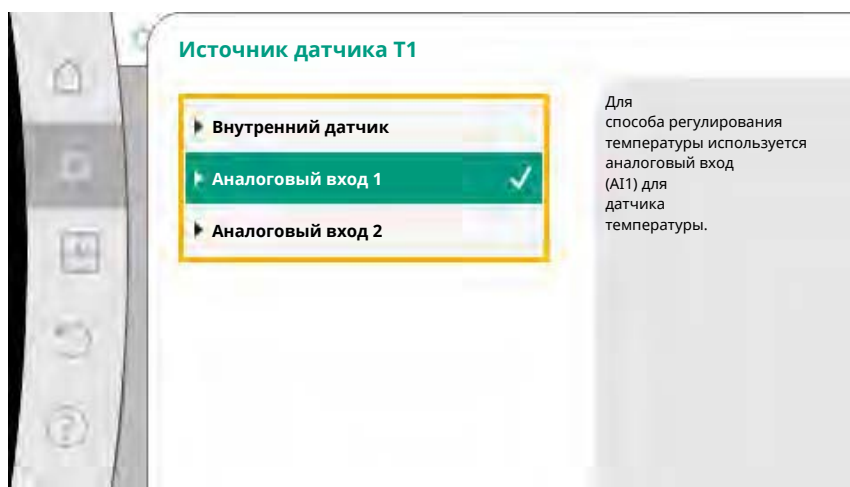 Источник датчика T1
Внутренний датчик
Аналоговый вход 1
Аналоговый вход 2
Для
способа регулирования
температуры используется
аналоговый вход
(AI1) для
датчика
температуры.